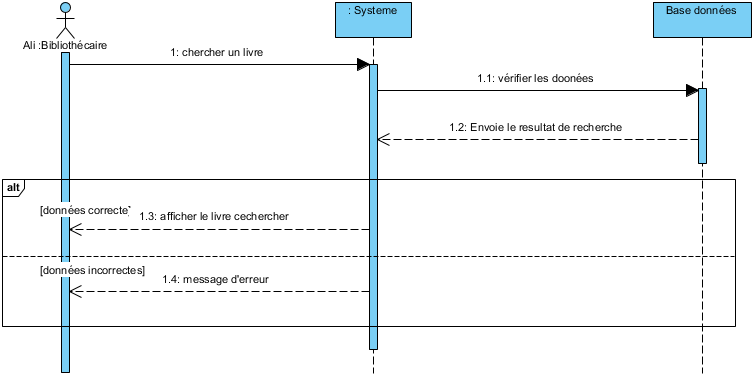 : Systeme
Base données
Ali :Bibliothécaire
1: chercher un livre
1.1: vérifier les doonées
1.2: Envoie le resultat de recherche
alt
[données correcte]
1.3: afficher le livre cechercher
[données incorrectes]
1.4: message d'erreur